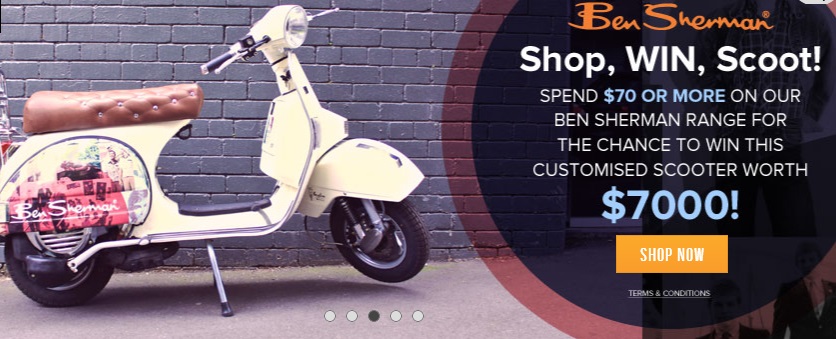 Ben Sherman®
Shop, WIN, Scoot!
SPEND $70 OR MORE ON OUR
BEN SHERMAN RANGE FOR
THE CHANCE TO WIN THIS
CUSTOMISED SCOOTER WORTH
$7000!
SHOP NOW
TERMS & CONDITIONS
Ben Sherman